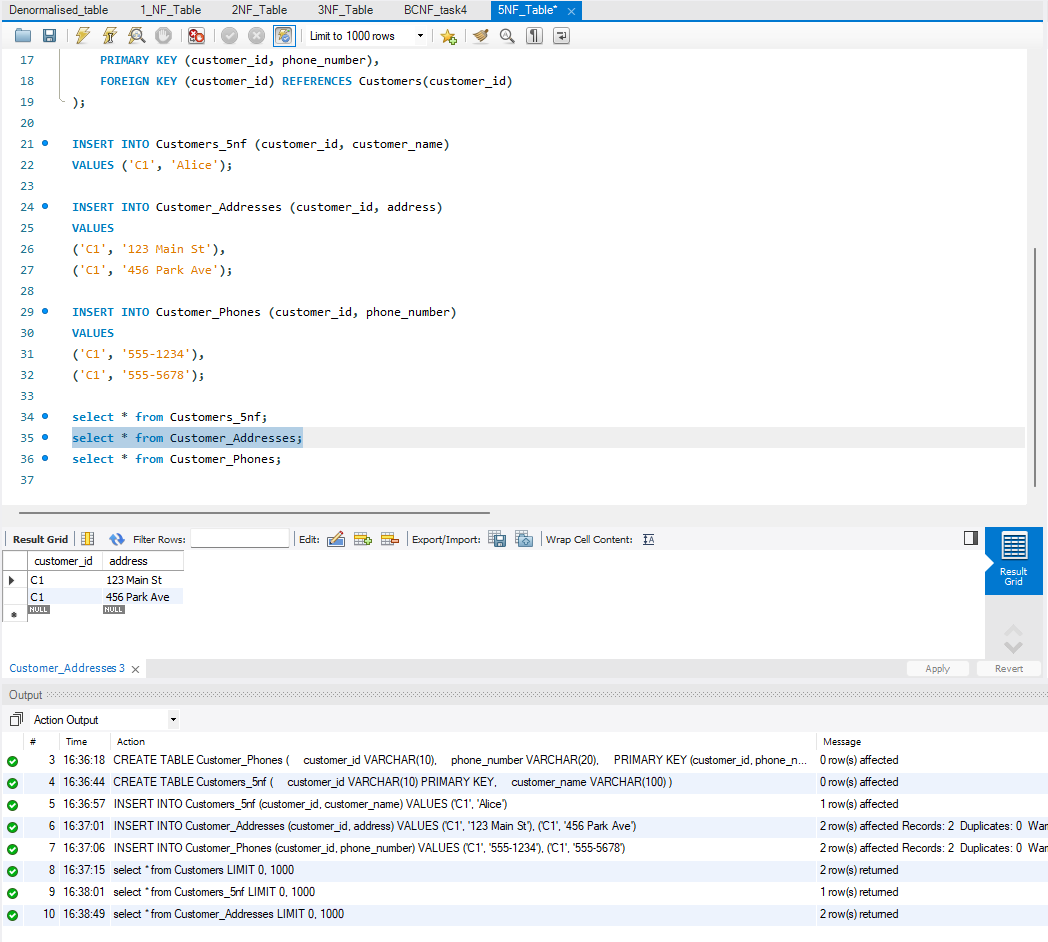 Denormalised_table 1_NF_Table 2NF_Table 3NF_Table BCNF_task4 5NF_Table*
Limit to 1000 rows
17 PRIMARY KEY (customer_id, phone_number),
18 FOREIGN KEY (customer_id) REFERENCES Customers(customer_id)
19 );
20
21 INSERT INTO Customers_5nf (customer_id, customer_name)
22 VALUES ('C1', 'Alice');
23
24 INSERT INTO Customer_Addresses (customer_id, address)
25 VALUES
26 ('C1', '123 Main St'),
27 ('C1', '456 Park Ave');
28
29 INSERT INTO Customer_Phones (customer_id, phone_number)
30 VALUES
31 ('C1', '555-1234'),
32 ('C1', '555-5678');
33
34 select * from Customers_5nf;
35 select * from Customer_Addresses;
36 select * from Customer_Phones;
37
Result Grid Filter Rows: Edit: Export/Import: Wrap Cell Content:
Result
Grid
customer_id address
C1 123 Main St
C1 456 Park Ave
NULL NULL
Customer_Addresses 3 Apply Revert
Output
Action Output
# Time Action Message
3 16:36:18 CREATE TABLE Customer_Phones ( customer_id VARCHAR(10), phone_number VARCHAR(20), PRIMARY KEY (customer_id, phone_n... 0 row(s) affected
4 16:36:44 CREATE TABLE Customers_5nf ( customer_id VARCHAR(10) PRIMARY KEY, customer_name VARCHAR(100) ) 0 row(s) affected
5 16:36:57 INSERT INTO Customers_5nf (customer_id, customer_name) VALUES ('C1', 'Alice') 1 row(s) affected
6 16:37:01 INSERT INTO Customer_Addresses (customer_id, address) VALUES ('C1', '123 Main St'), ('C1', '456 Park Ave') 2 row(s) affected Records: 2 Duplicates: 0 War
7 16:37:06 INSERT INTO Customer_Phones (customer_id, phone_number) VALUES ('C1', '555-1234'), ('C1', '555-5678') 2 row(s) affected Records: 2 Duplicates: 0 War
8 16:37:15 select * from Customers LIMIT 0, 1000 2 row(s) returned
9 16:38:01 select * from Customers_5nf LIMIT 0, 1000 1 row(s) returned
10 16:38:49 select * from Customer_Addresses LIMIT 0, 1000 2 row(s) returned